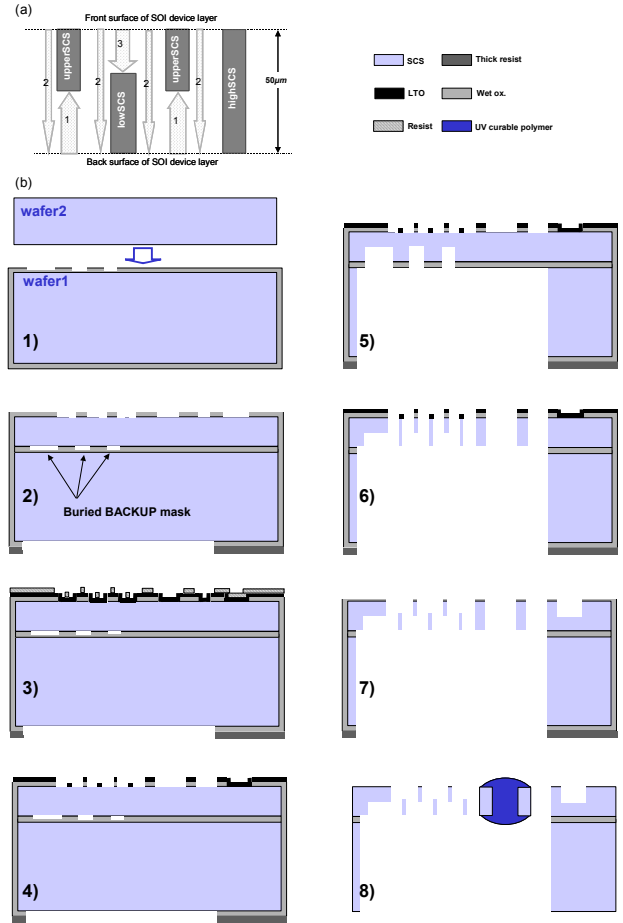 (a)
Front surface of SOI device layer
upperSCS
2
1
2
3
lowSCS
2
upperSCS
1
2
highSCS
50µm
Back surface of SOI device layer
SCS
Thick resist
LTO
Wet ox.
Resist
UV curable polymer
(b)
wafer2
wafer1
1)
5)
2)
Buried BACKUP mask
6)
3)
7)
4)
8)